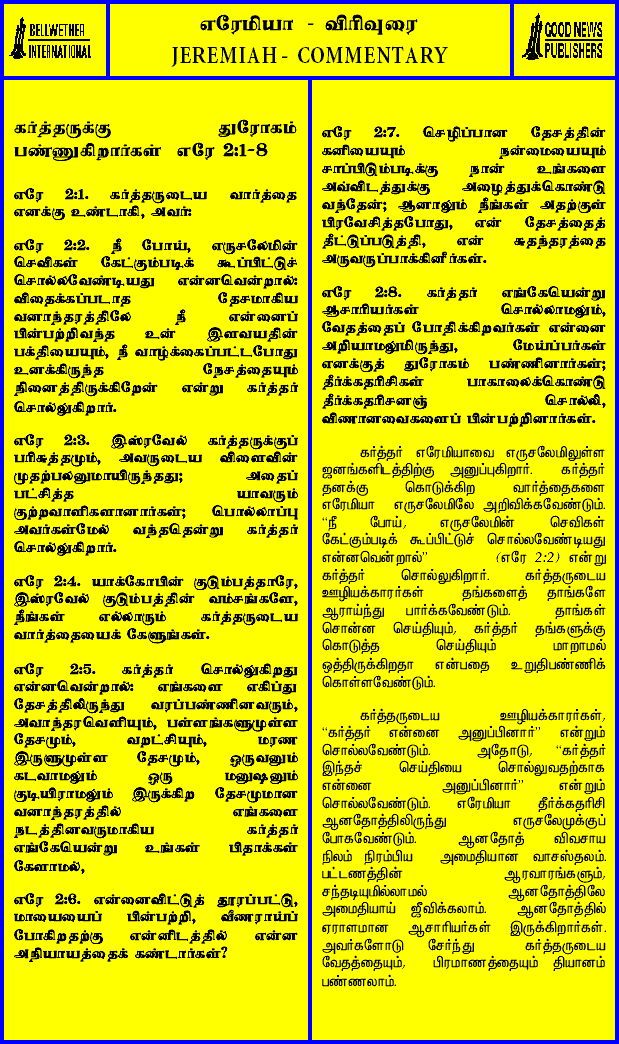 BELLWETHER
INTERNATIONAL
எரேமியா - விரிவுரை
JEREMIAH - COMMENTARY
GOOD NEWS
PUBLISHERS
கர்த்தருக்கு துரோகம்
பண்ணுகிறார்கள் எரே 2:1-8
எரே 2:1. கர்த்தருடைய வார்த்தை
எனக்கு உண்டாகி, அவர்:
எரே 2:2. நீ போய், எருசலேமின்
செவிகள் கேட்கும்படிக் கூப்பிட்டுச்
சொல்லவேண்டியது என்னவென்றால்:
விதைக்கப்படாத தேசமாகிய
வனாந்தரத்திலே நீ என்னைப்
பின்பற்றிவந்த உன் இளவயதின்
பக்தியையும், நீ வாழ்க்கைப்பட்டபோது
உனக்கிருந்த நேசத்தையும்
நினைத்திருக்கிறேன் என்று கர்த்தர்
சொல்லுகிறார்.
எரே 2:3. இஸ்ரவேல் கர்த்தருக்குப்
பரிசுத்தமும், அவருடைய விளைவின்
முதற்பலனுமாயிருந்தது; அதைப்
பட்சித்த யாவரும்
குற்றவாளிகளானார்கள்; பொல்லாப்பு
அவர்கள்மேல் வந்ததென்று கர்த்தர்
சொல்லுகிறார்.
எரே 2:4. யாக்கோபின் குடும்பத்தாரே,
இஸ்ரவேல் குடும்பத்தின் வம்சங்களே,
நீங்கள் எல்லாரும் கர்த்தருடைய
வார்த்தையைக் கேளுங்கள்.
எரே 2:5. கர்த்தர் சொல்லுகிறது
என்னவென்றால்: எங்களை எகிப்து
தேசத்திலிருந்து வரப்பண்ணினவரும்,
அவாந்தரவெளியும், பள்ளங்களுமுள்ள
தேசமும், வறட்சியும், மரண
இருளுமுள்ள தேசமும், ஒருவனும்
கடவாமலும் ஒரு மனுஷனும்
குடியிராமலும் இருக்கிற தேசமுமான
வனாந்தரத்தில் எங்களை
நடத்தினவருமாகிய கர்த்தர்
எங்கேயென்று உங்கள் பிதாக்கள்
கேளாமல்,
எரே 2:6. என்னைவிட்டுத் தூரப்பட்டு,
மாயையைப் பின்பற்றி, வீணராய்ப்
போகிறதற்கு என்னிடத்தில் என்ன
அநியாயத்தைக் கண்டார்கள்?
எரே 2:7. செழிப்பான தேசத்தின்
கனியையும் நன்மையையும்
சாப்பிடும்படிக்கு நான் உங்களை
அவ்விடத்துக்கு அழைத்துக்கொண்டு
வந்தேன்; ஆனாலும் நீங்கள் அதற்குள்
பிரவேசித்தபோது, என் தேசத்தைத்
தீட்டுப்படுத்தி, என் சுதந்தரத்தை
அருவருப்பாக்கினீர்கள்.
எரே 2:8. கர்த்தர் எங்கேயென்று
ஆசாரியர்கள் சொல்லாமலும்,
வேதத்தைப் போதிக்கிறவர்கள் என்னை
அறியாமலுமிருந்து, மேய்ப்பர்கள்
எனக்குத் துரோகம் பண்ணினார்கள்;
தீர்க்கதரிசிகள் பாகாலைக்கொண்டு
தீர்க்கதரிசனஞ் சொல்லி,
வீணானவைகளைப் பின்பற்றினார்கள்.
கர்த்தர் எரேமியாவை எருசலேமிலுள்ள
ஜனங்களிடத்திற்கு அனுப்புகிறார். கர்த்தர்
தனக்கு கொடுக்கிற வார்த்தைகளை
எரேமியா எருசலேமிலே அறிவிக்கவேண்டும்.
“நீ போய், எருசலேமின் செவிகள்
கேட்கும்படிக் கூப்பிட்டுச் சொல்லவேண்டியது
என்னவென்றால்” (எரே 2:2) என்று
கர்த்தர் சொல்லுகிறார். கர்த்தருடைய
ஊழியக்காரர்கள் தங்களைத் தாங்களே
ஆராய்ந்து பார்க்கவேண்டும். தாங்கள்
சொன்ன செய்தியும், கர்த்தர் தங்களுக்கு
கொடுத்த செய்தியும் மாறாமல்
ஒத்திருக்கிறதா என்பதை உறுதிபண்ணிக்
கொள்ளவேண்டும்.
கர்த்தருடைய ஊழியக்காரர்கள்,
“கர்த்தர் என்னை அனுப்பினார்” என்றும்
சொல்லவேண்டும். அதோடு, “கர்த்தர்
இந்தச் செய்தியை சொல்லுவதற்காக
என்னை அனுப்பினார்” என்றும்
சொல்லவேண்டும். எரேமியா தீர்க்கதரிசி
ஆனதோத்திலிருந்து எருசலேமுக்குப்
போகவேண்டும். ஆனதோத் விவசாய
நிலம் நிரம்பிய அமைதியான வாசஸ்தலம்.
பட்டணத்தின் ஆரவாரங்களும்,
சந்தடியுமில்லாமல் ஆனதோத்திலே
அமைதியாய் ஜீவிக்கலாம். ஆனதோத்தில்
ஏராளமான ஆசாரியர்கள் இருக்கிறார்கள்.
அவர்களோடு சேர்ந்து கர்த்தருடைய
வேதத்தையும், பிரமாணத்தையும் தியானம்
பண்ணலாம்.